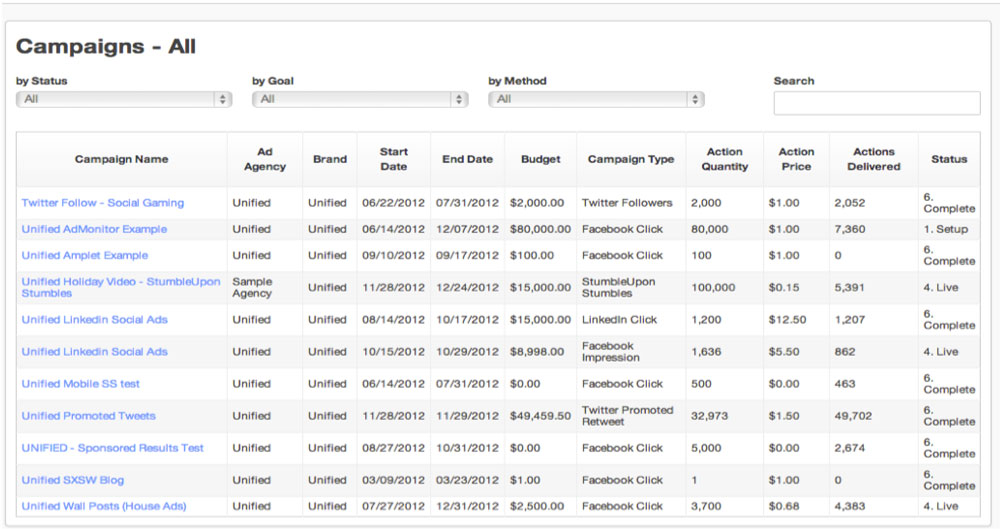 Campaigns - All
by Status by Goal by Method Search
All All All
Campaign Name Ad Agency Brand Start Date End Date Budget Campaign Type Action Quantity Action Price Actions Delivered Status
Twitter Follow - Social Gaming Unified Unified 06/22/2012 07/31/2012 $2,000.00 Twitter Followers 2,000 $1.00 2,052 6. Complete
Unified AdMonitor Example Unified Unified 06/14/2012 12/07/2012 $80,000.00 Facebook Click 80,000 $1.00 7,360 1. Setup
Unified Amplet Example Unified Unified 09/10/2012 09/17/2012 $100.00 Facebook Click 100 $1.00 0 6. Complete
Unified Holiday Video - StumbleUpon Stumbles Sample Agency Unified 11/28/2012 12/24/2012 $15,000.00 StumbleUpon Stumbles 100,000 $0.15 5,391 4. Live
Unified Linkedin Social Ads Unified Unified 08/14/2012 10/17/2012 $15,000.00 LinkedIn Click 1,200 $12.50 1,207 6. Complete
Unified Linkedin Social Ads Unified Unified 10/15/2012 10/29/2012 $8,998.00 Facebook Impression 1,636 $5.50 862 4. Live
Unified Mobile SS test Unified Unified 06/14/2012 07/31/2012 $0.00 Facebook Click 500 $0.00 463 6. Complete
Unified Promoted Tweets Unified Unified 11/28/2012 11/29/2012 $49,459.50 Twitter Promoted Retweet 32,973 $1.50 49,702 6. Complete
UNIFIED - Sponsored Results Test Unified Unified 08/27/2012 10/31/2012 $0.00 Facebook Click 5,000 $0.00 2,674 6. Complete
Unified SXSW Blog Unified Unified 03/09/2012 03/23/2012 $1.00 Facebook Click 1 $1.00 0 6. Complete
Unified Wall Posts (House Ads) Unified Unified 07/27/2012 12/31/2012 $2,500.00 Facebook Click 3,700 $0.68 4,383 4. Live